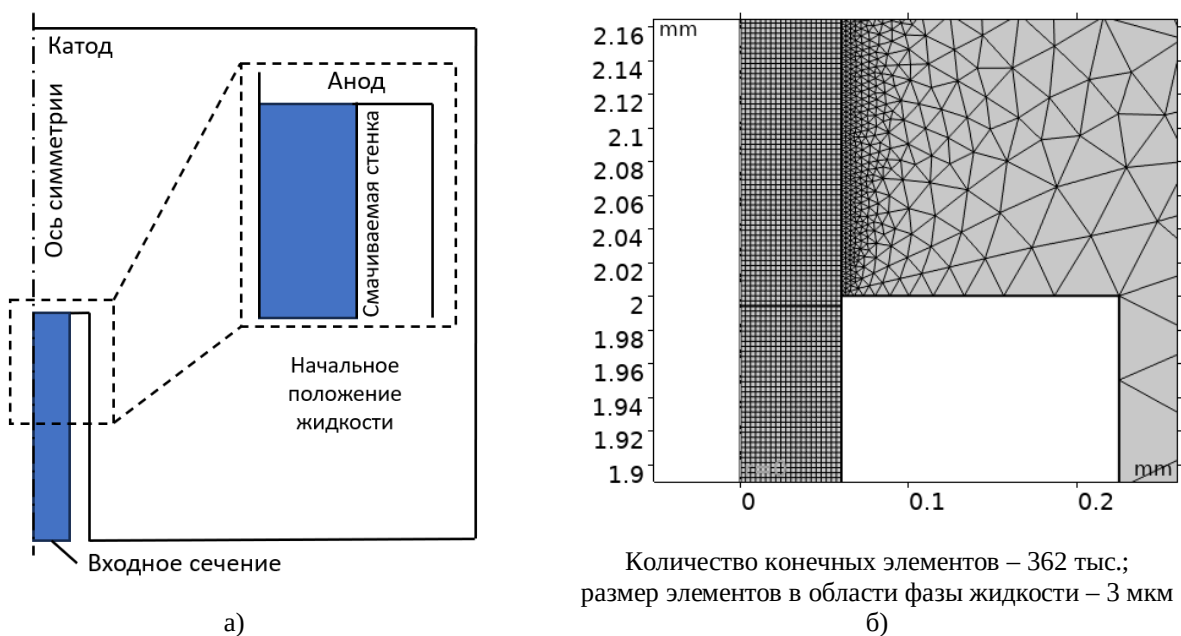 Катод
Ось симметрии
Анод
Смачиваемая стенка
Начальное
положение
жидкости
Входное сечение
а)
mm
2.16
2.14
2.12
2.1
2.08
2.06
2.04
2.02
2
1.98
1.96
1.94
1.92
1.9
mm
0
0.1
0.2
Количество конечных элементов – 362 тыс.;
размер элементов в области фазы жидкости – 3 мкм
б)